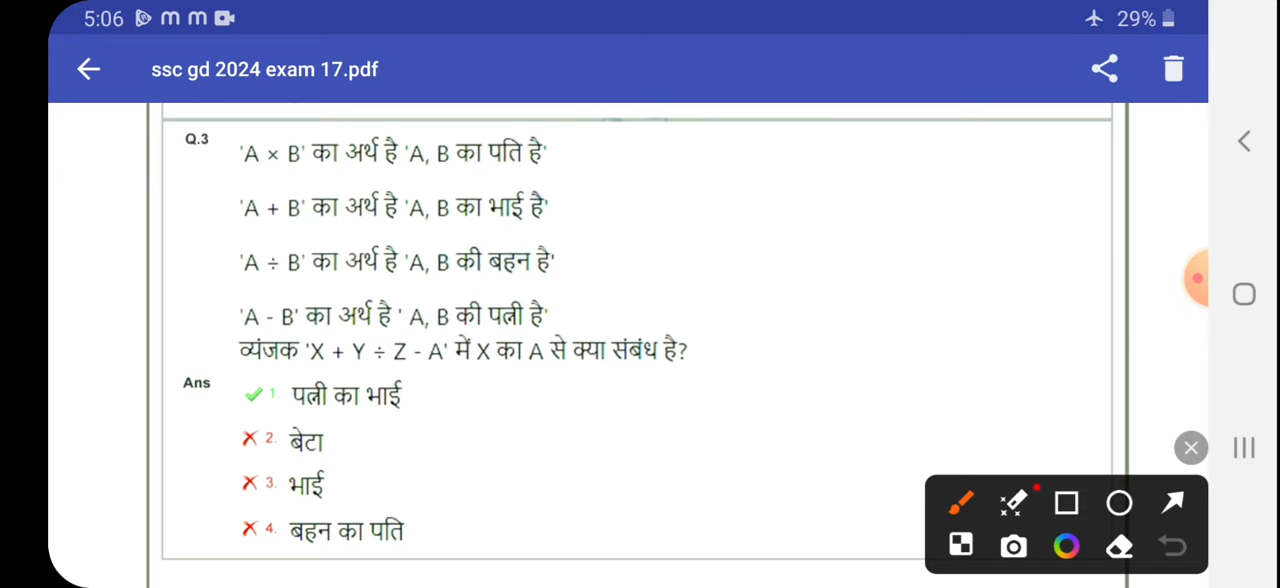 5:06 29%
ssc gd 2024 exam 17.pdf
Q.3 'A × B' का अर्थ है 'A, B का पति है'
'A + B' का अर्थ है 'A, B का भाई है'
'A ÷ B' का अर्थ है 'A, B की बहन है'
'A - B' का अर्थ है ' A, B की पत्नी है'
व्यंजक 'X + Y ÷ Z - A' में X का A से क्या संबंध है?
Ans 1 पत्नी का भाई
2. बेटा
3. भाई
4. बहन का पति